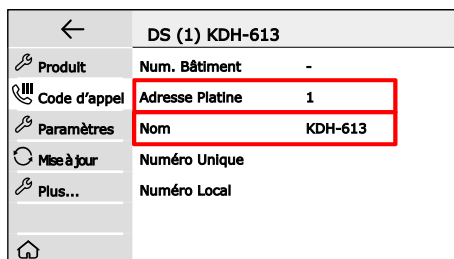 DS (1) KDH-613
Produit
Code d'appel
Paramètres
Mise à jour
Plus...
Num. Bâtiment -
Adresse Platine 1
Nom KDH-613
Numéro Unique
Numéro Local